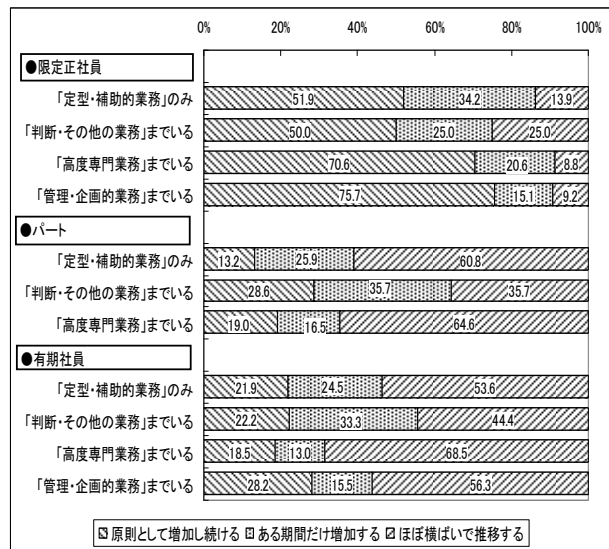 0% 20% 40% 60% 80% 100%
●限定正社員
「定型・補助的業務」のみ 51.9 34.2 13.9
「判断・その他の業務」までいる 50.0 25.0 25.0
「高度専門業務」までいる 70.6 20.6 8.8
「管理・企画的業務」までいる 75.7 15.1 9.2
●パート
「定型・補助的業務」のみ 13.2 25.9 60.8
「判断・その他の業務」までいる 28.6 35.7 35.7
「高度専門業務」までいる 19.0 16.5 64.6
●有期社員
「定型・補助的業務」のみ 21.9 24.5 53.6
「判断・その他の業務」までいる 22.2 33.3 44.4
「高度専門業務」までいる 18.5 13.0 68.5
「管理・企画的業務」までいる 28.2 15.5 56.3
原則として増加し続ける ある期間だけ増加する ほぼ横ばいで推移する